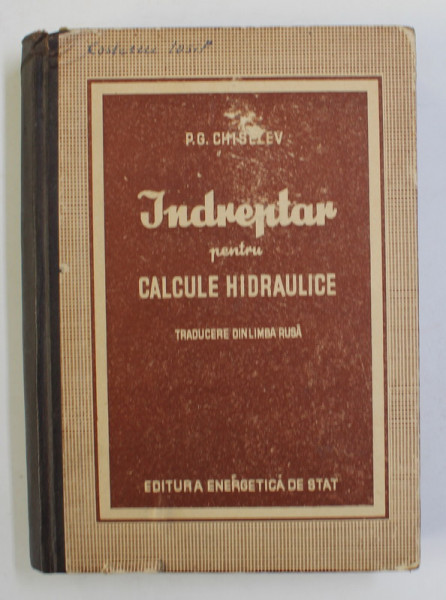 P.G. CHISELEV
Indreptar
pentru
CALCULE HIDRAULICE
TRADUCERE DIN LIMBA RUSĂ
EDITURA ENERGETICĂ DE STAT